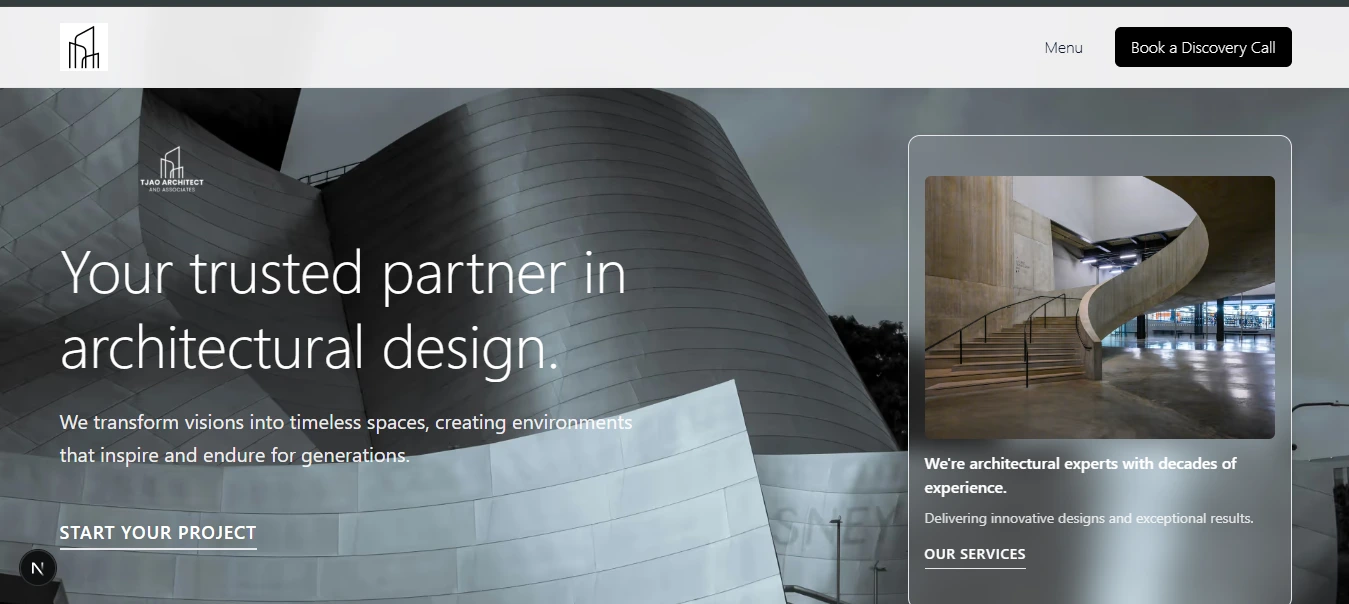 Menu
Book a Discovery Call
TJAO ARCHITECT
AND ASSOCIATES
Your trusted partner in
architectural design.
We transform visions into timeless spaces, creating environments
that inspire and endure for generations.
START YOUR PROJECT
N
We're architectural experts with decades of
experience.
Delivering innovative designs and exceptional results.
OUR SERVICES